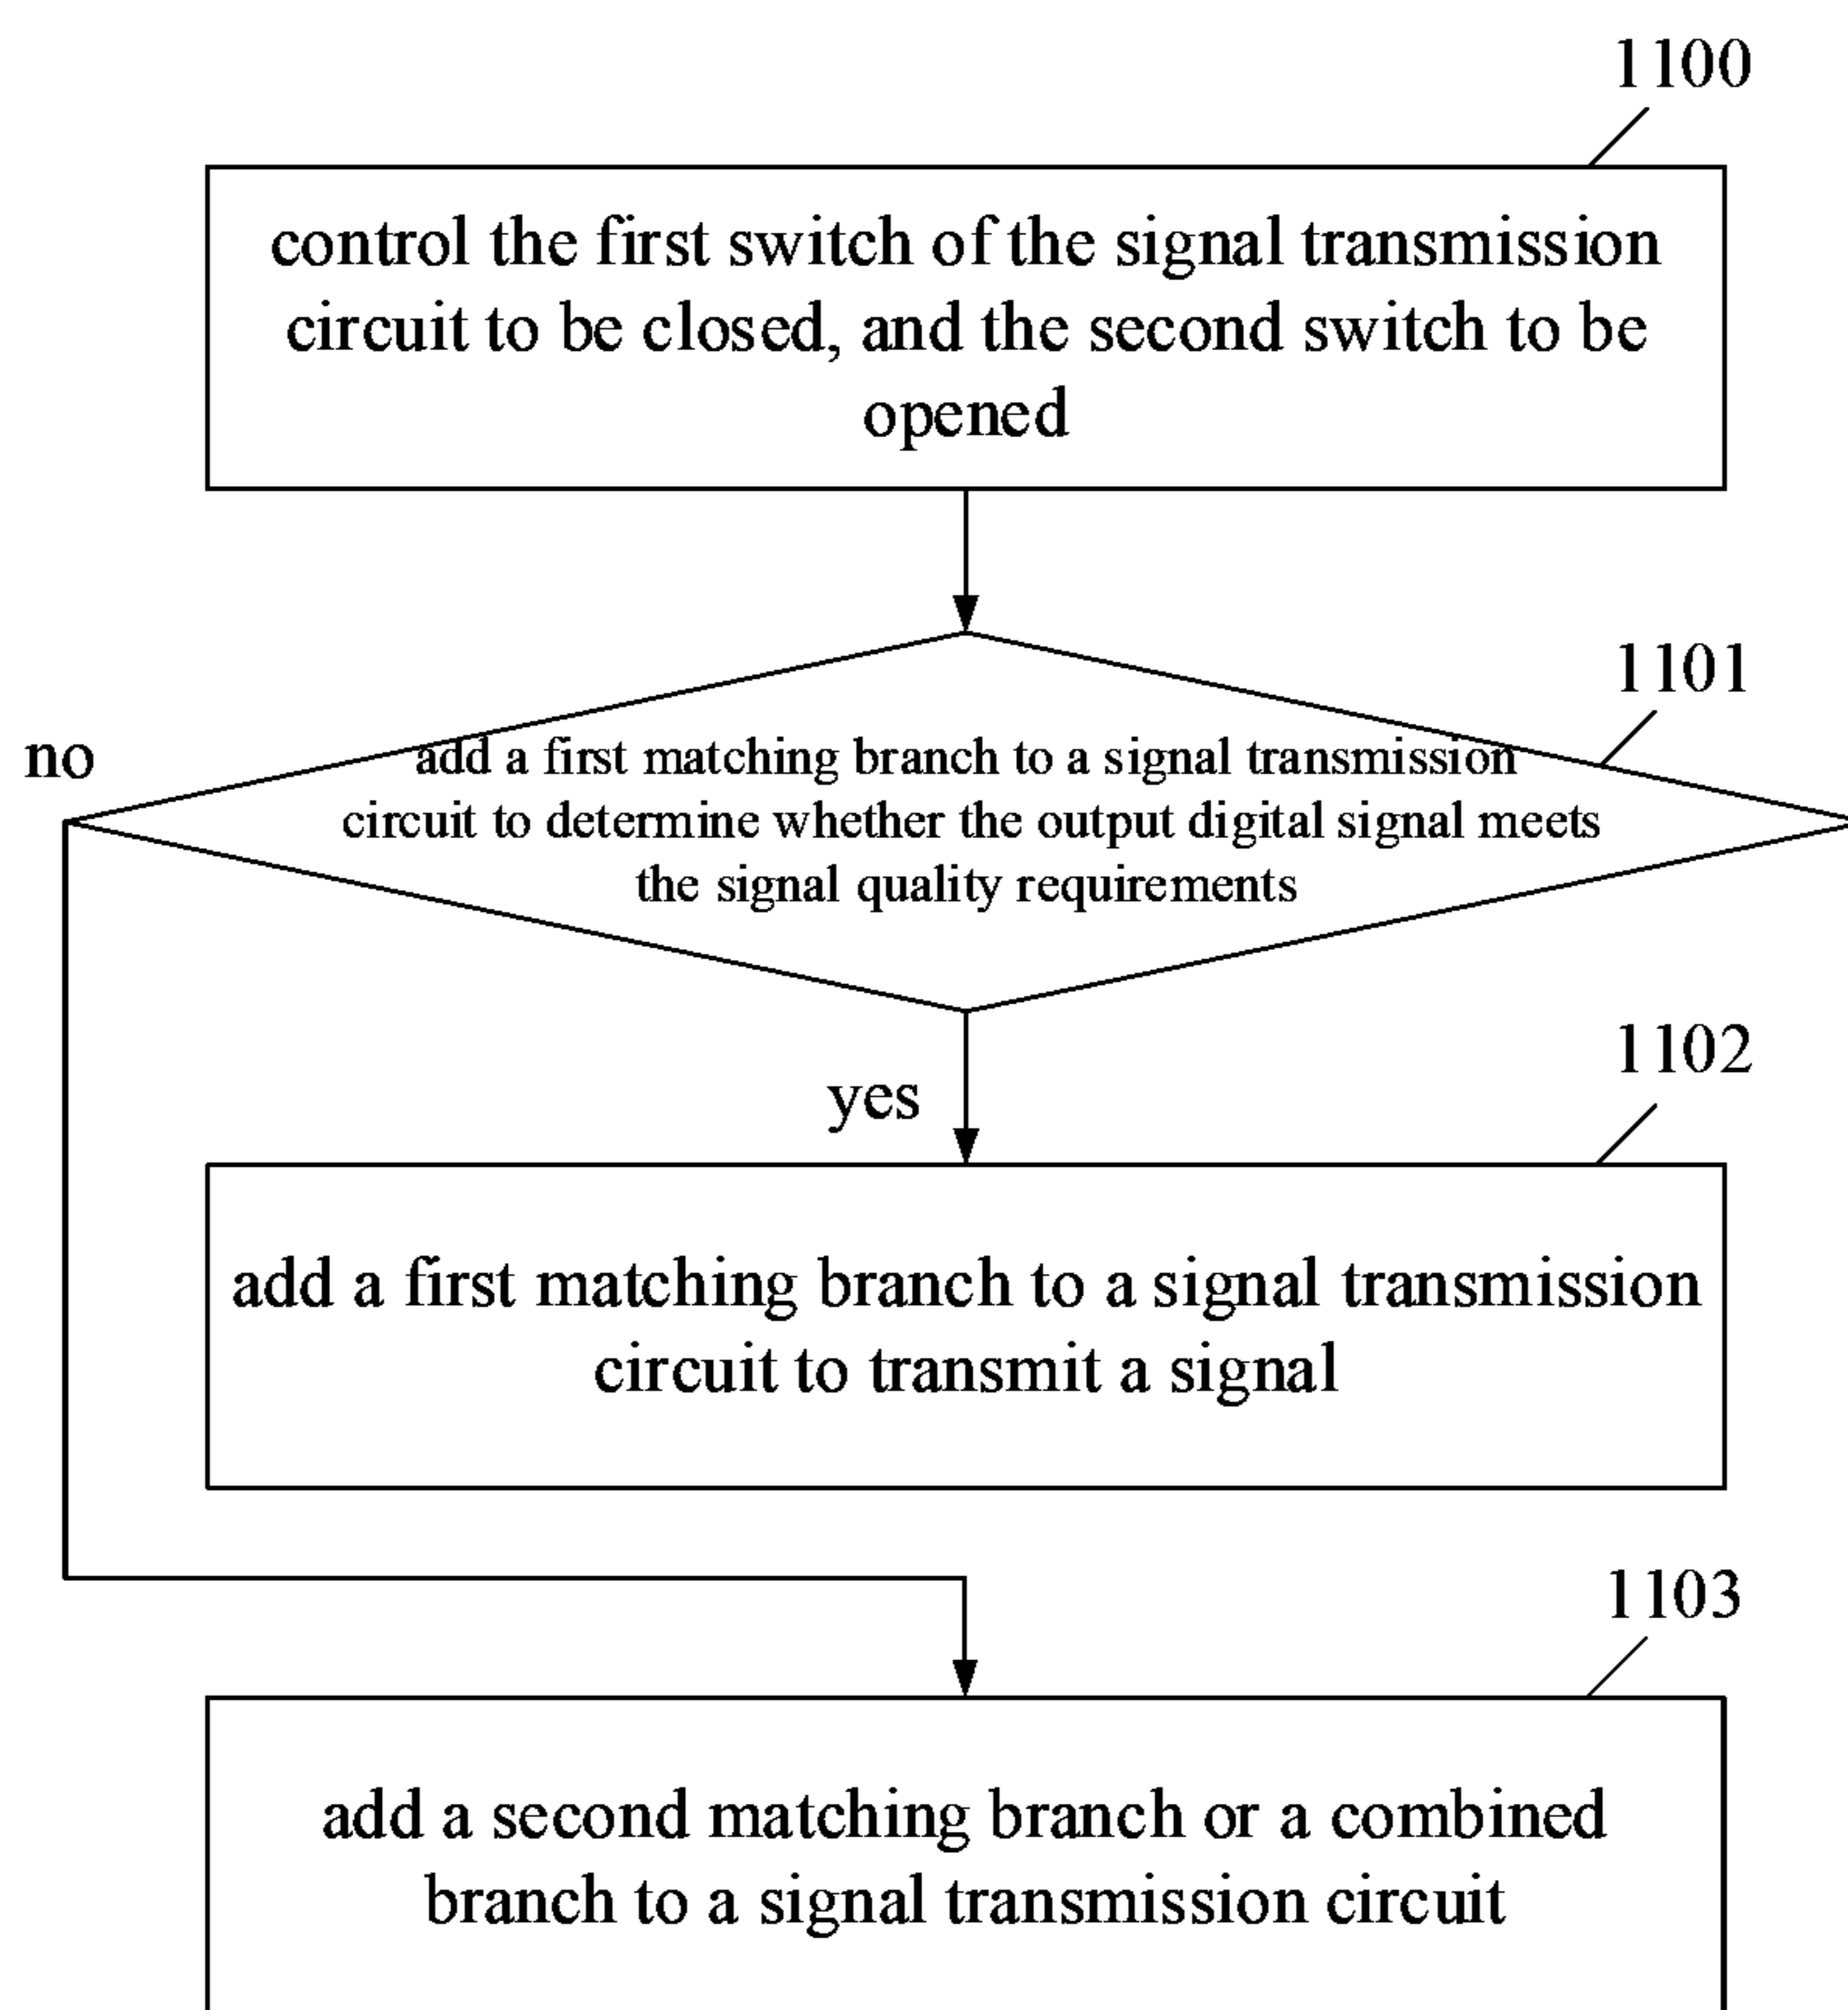 1100
control the first switch of the signal transmission
circuit to be closed, and the second switch to be
opened
1101
no
add a first matching branch to a signal transmission
circuit to determine whether the output digital signal meets
the signal quality requirements
1102
yes
add a first matching branch to a signal transmission
circuit to transmit a signal
1103
add a second matching branch or a combined
branch to a signal transmission circuit